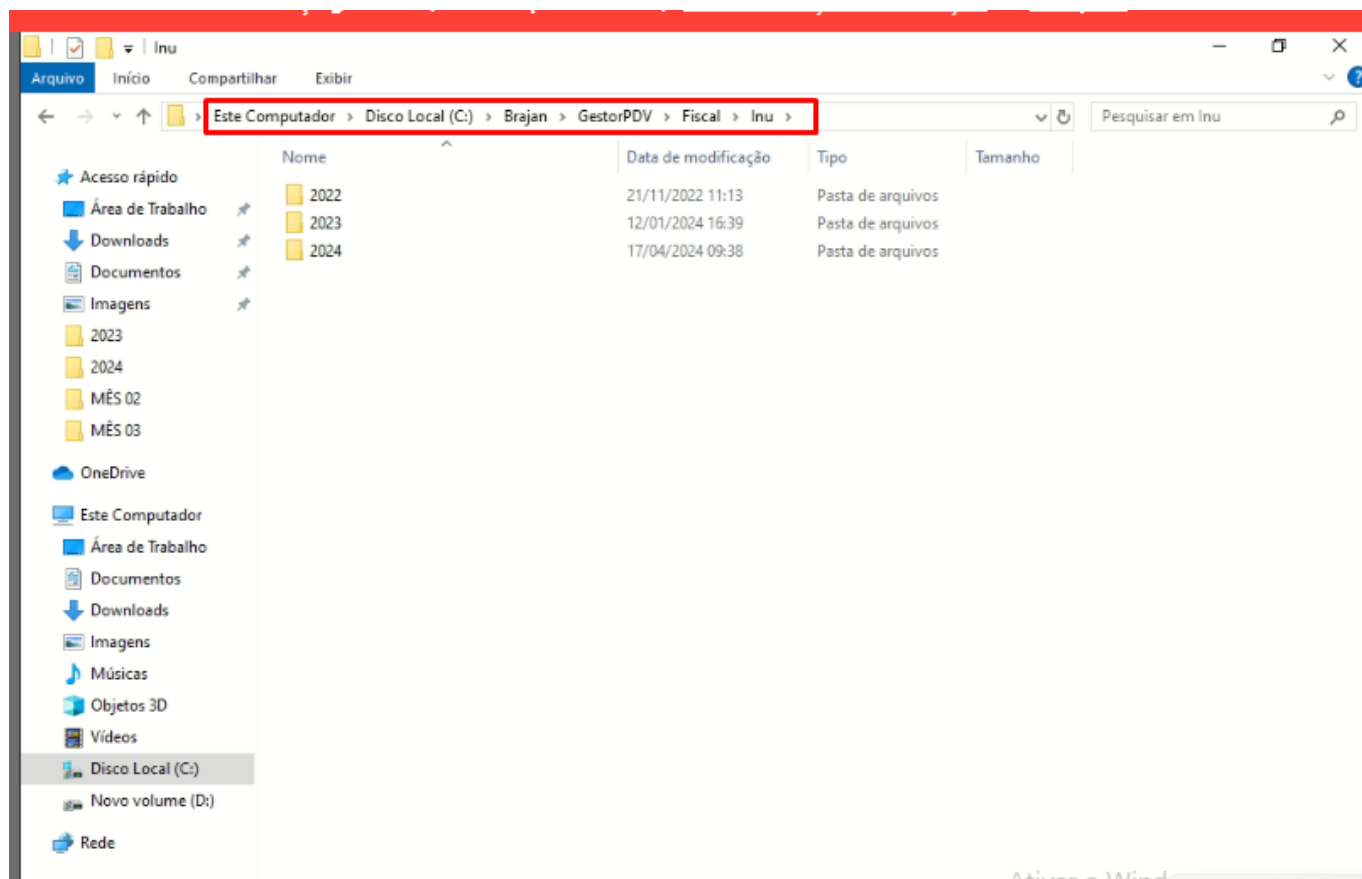 Inu
Arquivo Início Compartilhar Exibir
Este Computador Disco Local (C:) Brajan GestorPDV Fiscal Inu
Pesquisar em Inu
Nome Data de modificação Tipo Tamanho
2022 21/11/2022 11:13 Pasta de arquivos
2023 12/01/2024 16:39 Pasta de arquivos
2024 17/04/2024 09:38 Pasta de arquivos
Acesso rápido
Área de Trabalho
Downloads
Documentos
Imagens
2023
2024
MÊS 02
MÊS 03
OneDrive
Este Computador
Área de Trabalho
Documentos
Downloads
Imagens
Músicas
Objetos 3D
Vídeos
Disco Local (C:)
Novo volume (D:)
Rede